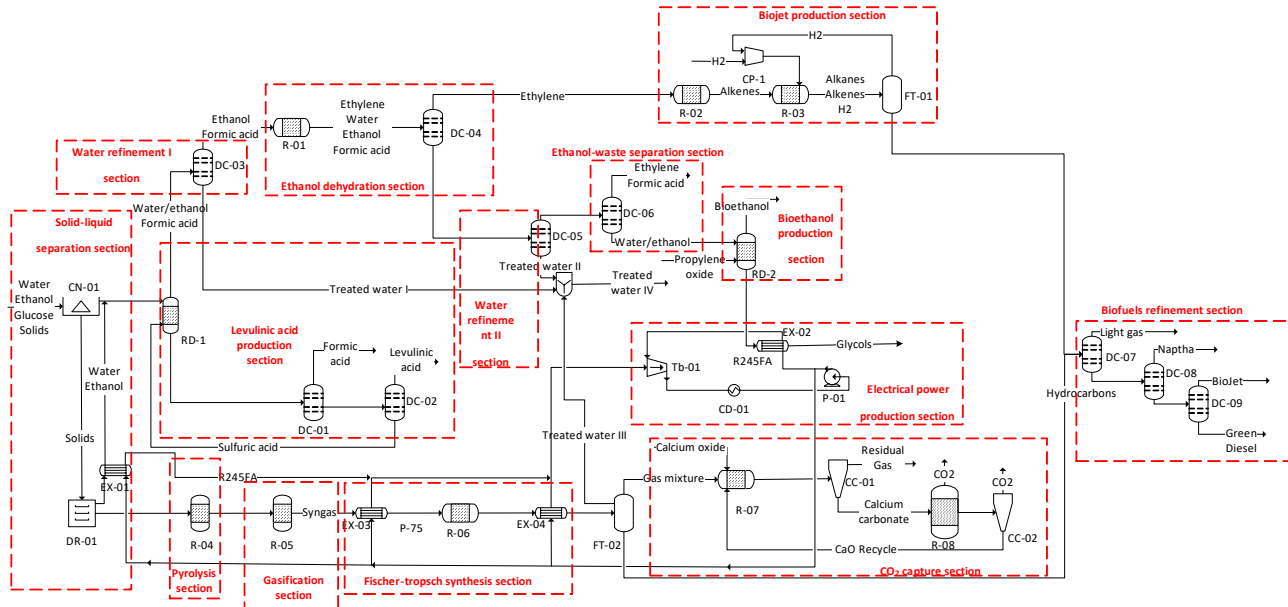 Biojet production section
H2
H2
CP-1
Alkenes
Alkanes
Alkenes
H2
R-02
R-03
FT-01
Ethylene
Ethanol
Formic acid
Ethylene
Water
Ethanol
Formic acid
R-01
DC-04
Ethanol dehydration section
Water refinement I
section
DC-03
Water/ethanol
Formic acid
Ethanol-waste separation section
Ethylene
Formic acid
DC-06
Water/ethanol
Bioethanol
Bioethanol
production
section
Propylene
oxide
RD-2
DC-05
Treated water II
Treated
water IV
Water
refineme
nt II
section
Treated water I
Solid-liquid
separation section
Water
Ethanol
Glucose
Solids
CN-01
RD-1
Levulinic acid
production
section
Formic
acid
Levulinic
acid
DC-01
DC-02
Sulfuric acid
Water
Ethanol
Solids
EX-01
DR-01
R245FA
EX-02
R245FA
Glycols
Tb-01
P-01
CD-01
Electrical power
production section
Biofuels refinement section
Light gas
DC-07
Hydrocarbons
Naptha
DC-08
BioJet
DC-09
Green
Diesel
Treated water III
R-04
Pyrolysis
section
R-05
Gasification
section
Syngas
EX-03
P-75
R-06
EX-04
Fischer-tropsch synthesis section
FT-02
Calcium oxide
Gas mixture
R-07
Residual
Gas
CC-01
Calcium
carbonate
CO2
R-08
CO2
CC-02
CaO Recycle
CO₂ capture section